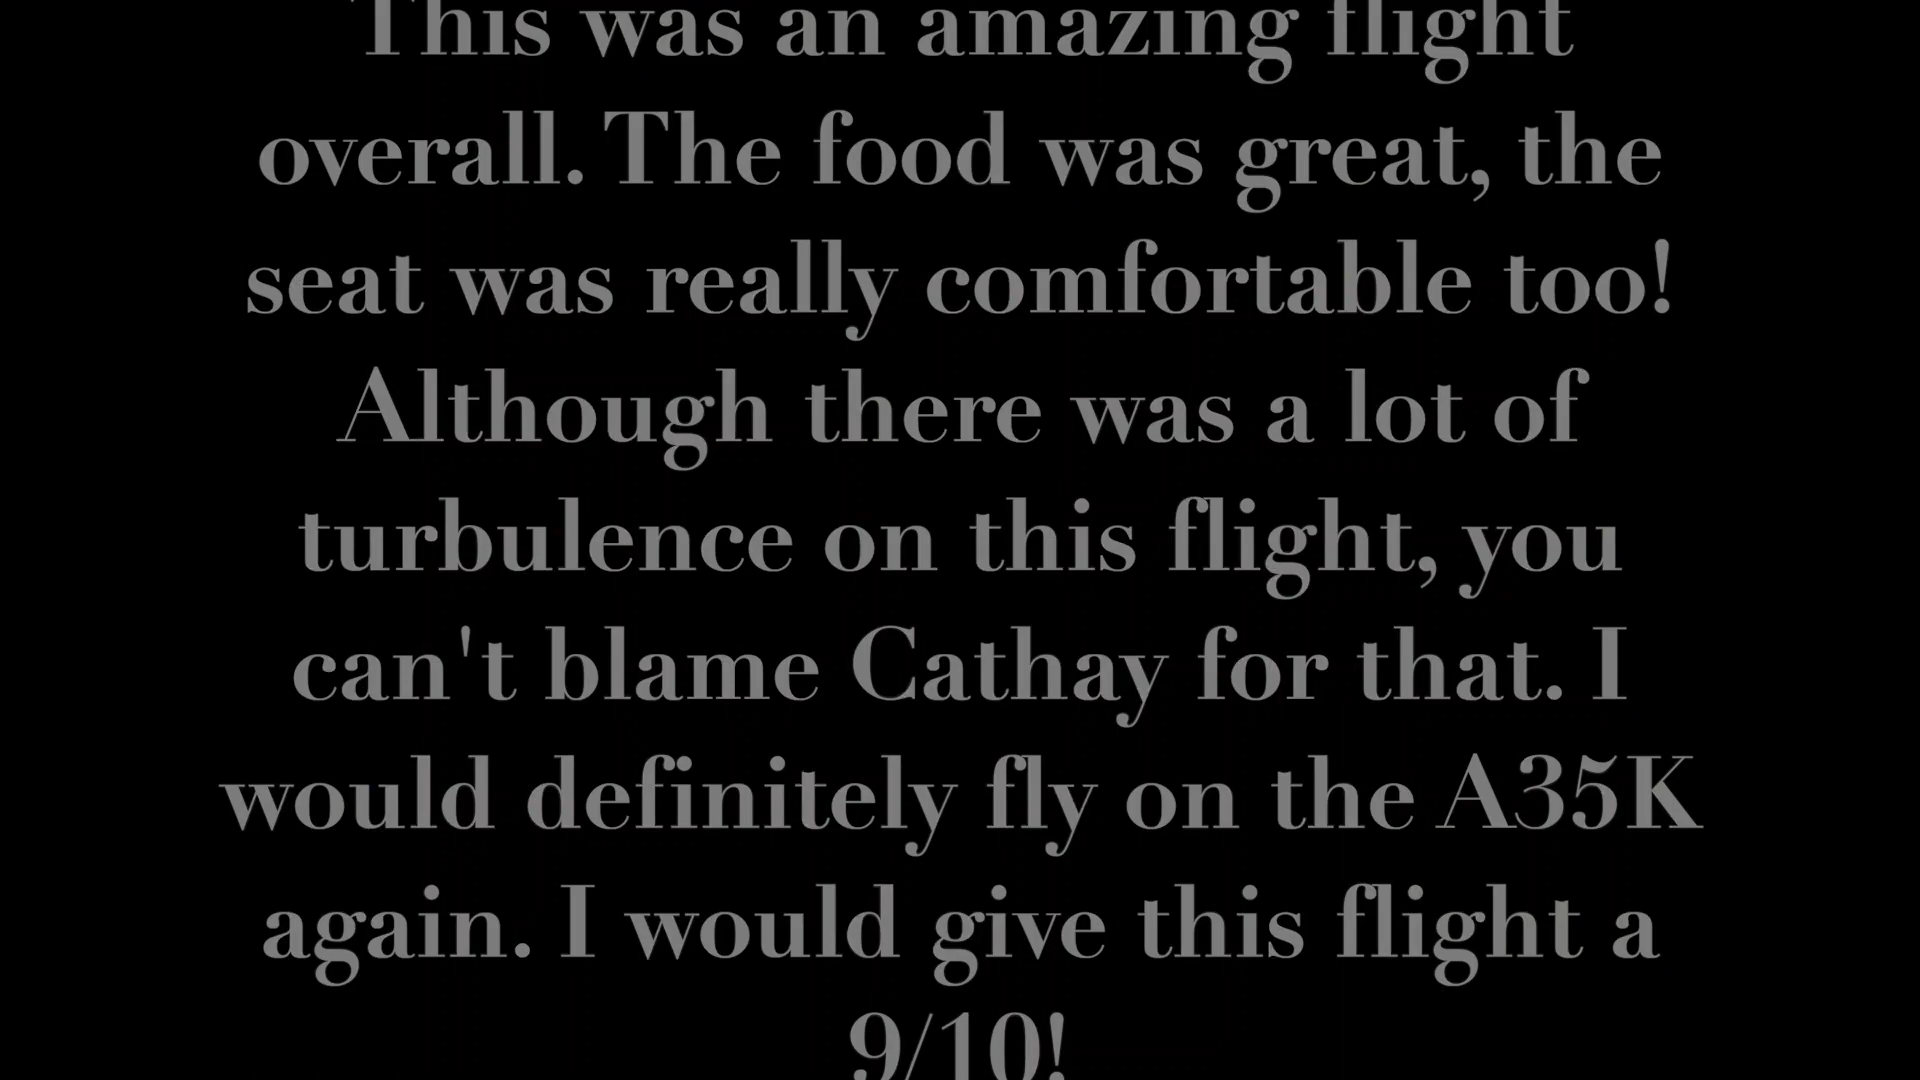 This was an amazing flight
overall. The food was great, the
seat was really comfortable too!
Although there was a lot of
turbulence on this flight, you
can't blame Cathay for that. I
would definitely fly on the A35K
again. I would give this flight a
9/10!